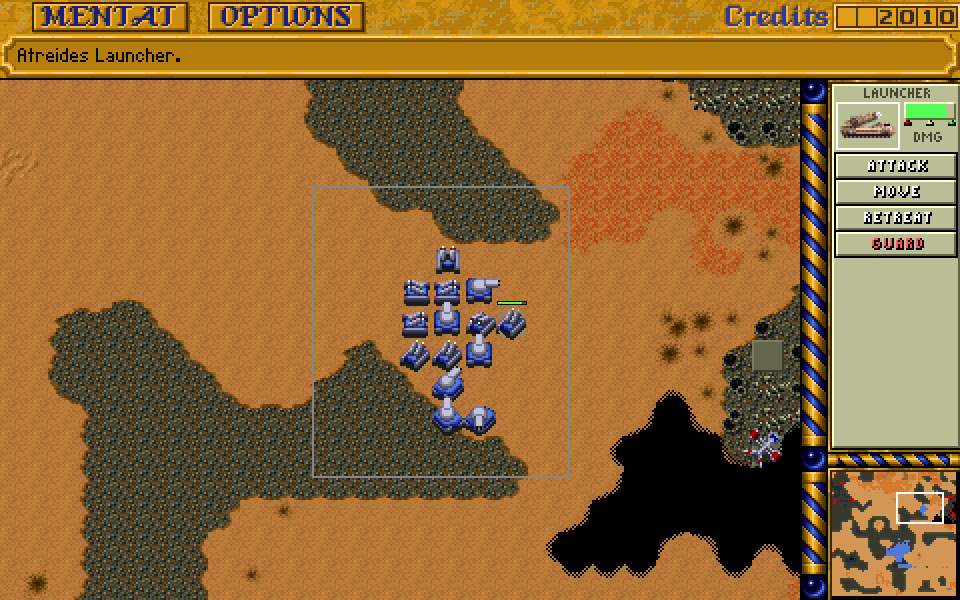 MENTAT OPTIONS Credits 2010
Atreides Launcher.
LAUNCHER
DMG
ATTACK
MOVE
RETREAT
GUARD